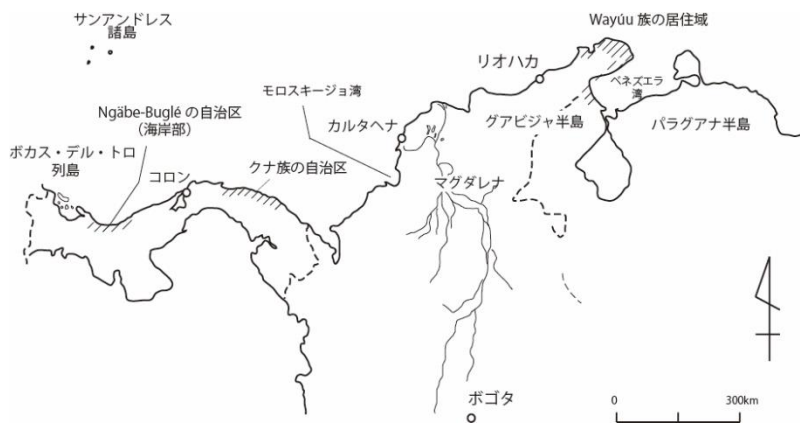 サンアンドレス
諸島
Wayúu 族の居住域
リオハカ
モロスキージョ湾
ベネズエラ
湾
Ngäbe-Buglé の自治区
（海岸部）
カルタヘナ
グアビジャ半島
パラグアナ半島
ボカス・デル・トロ
列島
コロン
クナ族の自治区
マグダレナ
ボゴタ
0
300km